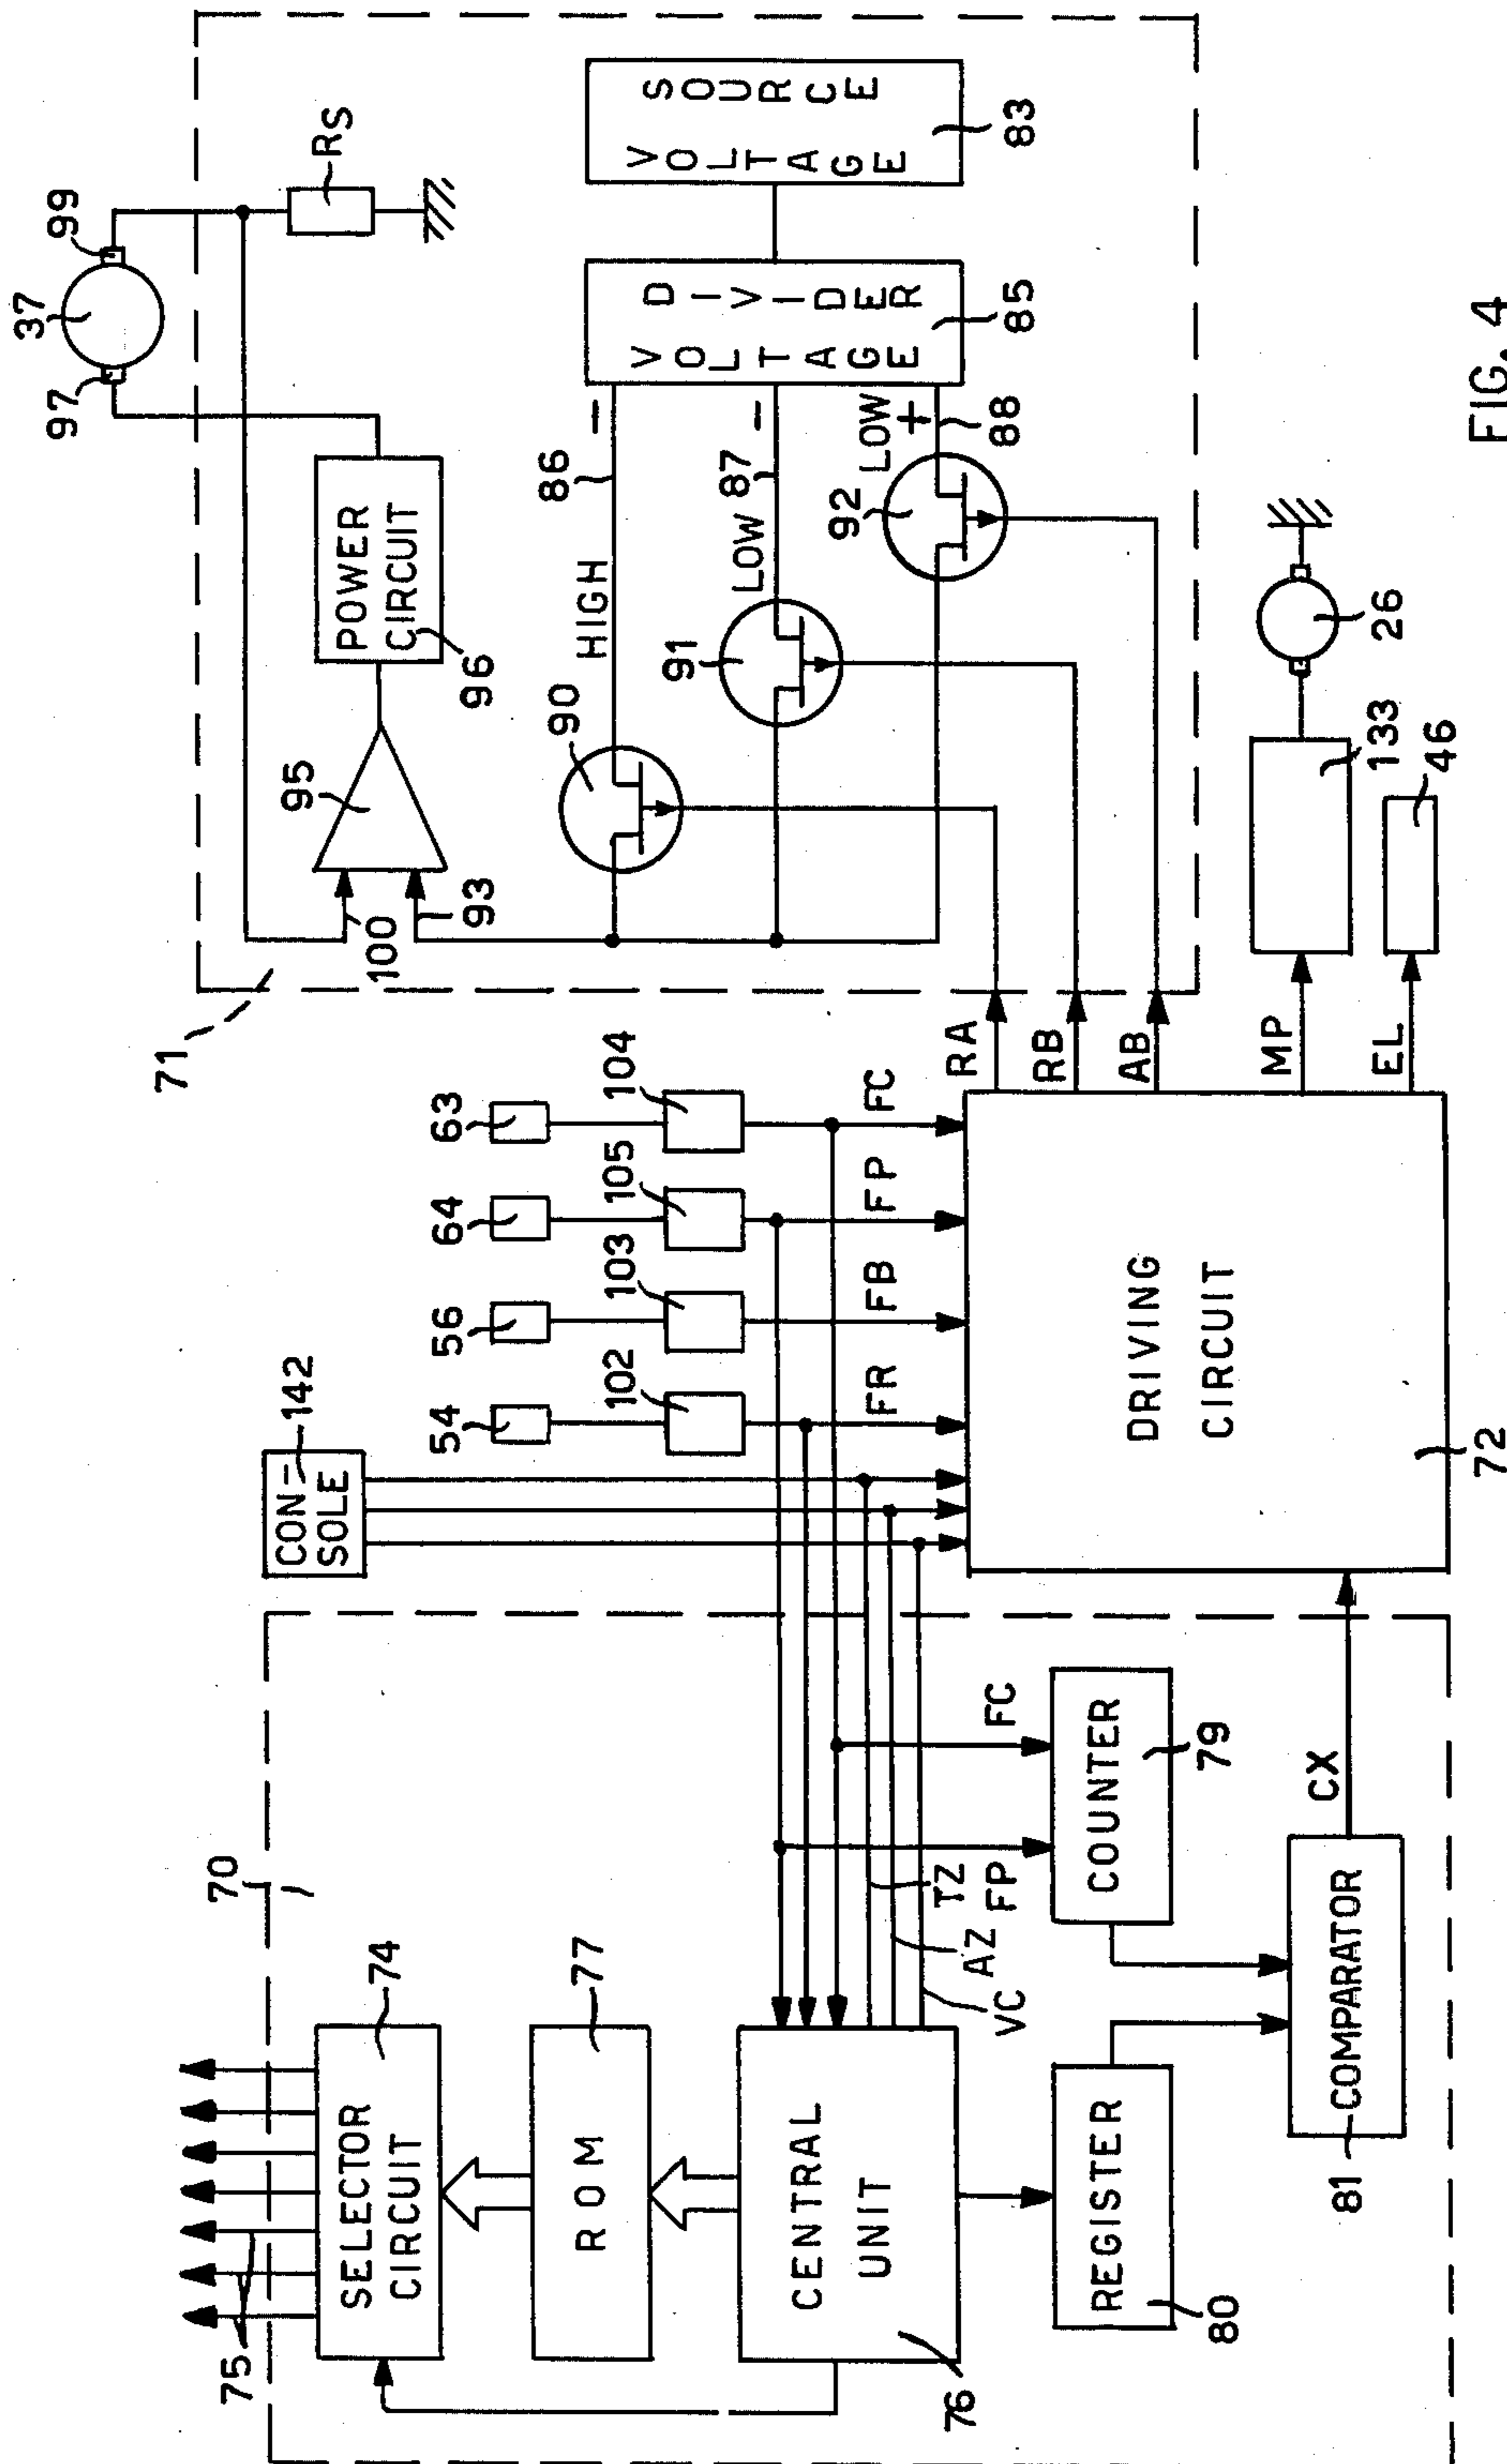 70
75
SELECTOR
CIRCUIT
74
ROM
77
CENTRAL
UNIT
76
REGISTER
80
COUNTER
79
81
COMPARATOR
CX
TZ
FP
AZ
VC
FC
CON=
SOLE
142
54
56
64
63
102
103
105
104
FR
FB
FP
FC
DRIVING
CIRCUIT
72
RA
RB
AB
MP
EL
71
37
97
99
RS
100
93
95
POWER
CIRCUIT
96
90
HIGH
86
-
91
LOW
87
-
92
LOW
+
88
VOLTAGE
DIVIDER
85
VOLTAGE
SOURCE
83
133
26
46
FIG. 4